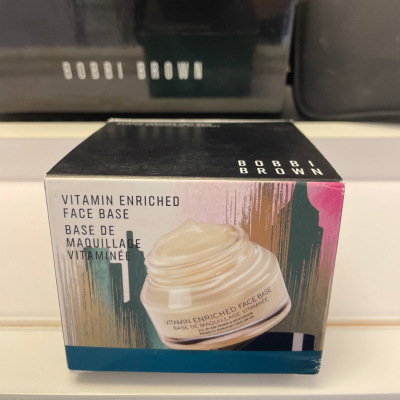 BOBBI BROWN
BOBBI
BROWN
VITAMIN ENRICHED
FACE BASE
BASE DE
MAQUILLAGE
VITAMINÉE
VITAMIN ENRICHED FACE BASE
BASE DE MAQUILLAGE VITAMINÉE